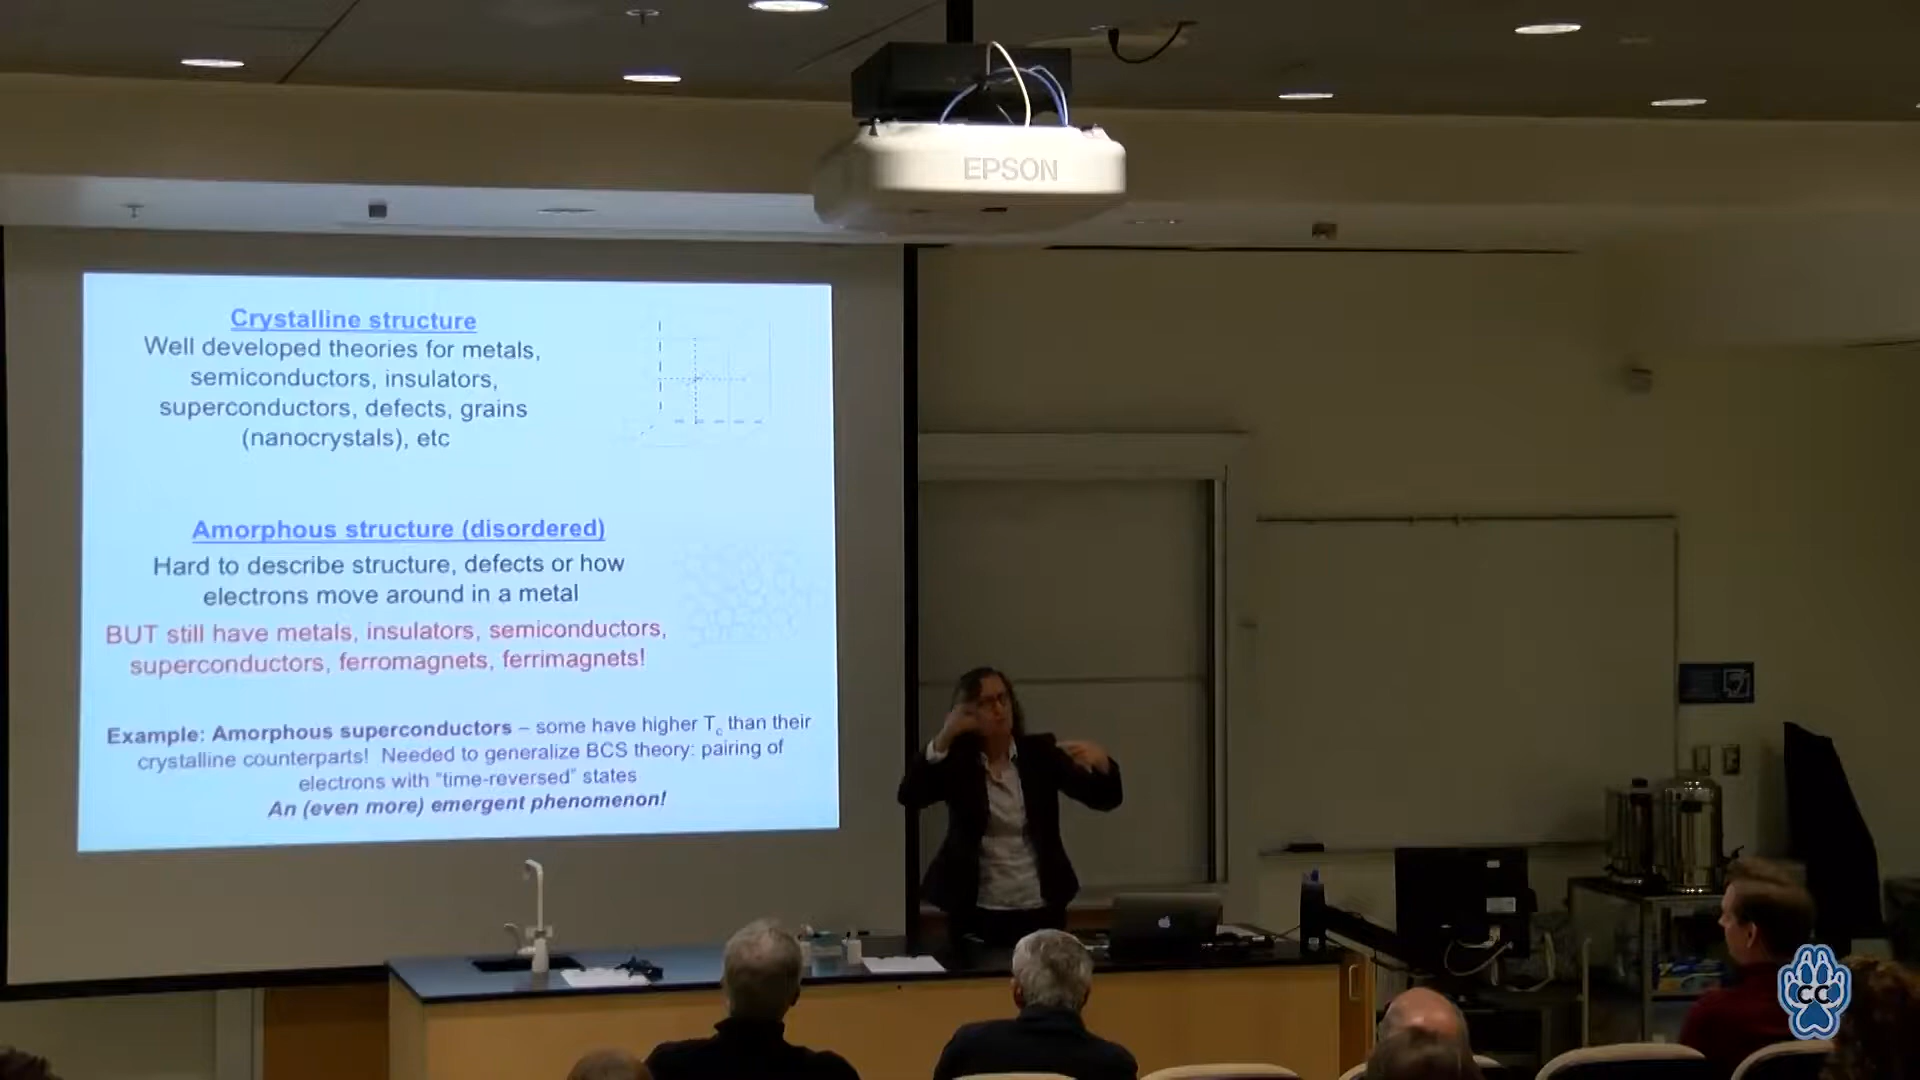 EPSON
Crystalline structure
Well developed theories for metals,
semiconductors, insulators,
superconductors, defects, grains
(nanocrystals), etc
Amorphous structure (disordered)
Hard to describe structure, defects or how
electrons move around in a metal
BUT still have metals, insulators, semiconductors,
superconductors, ferromagnets, ferrimagnets!
Example: Amorphous superconductors – some have higher Tc than their
crystalline counterparts! Needed to generalize BCS theory: pairing of
electrons with "time-reversed" states
An (even more) emergent phenomenon!
CC